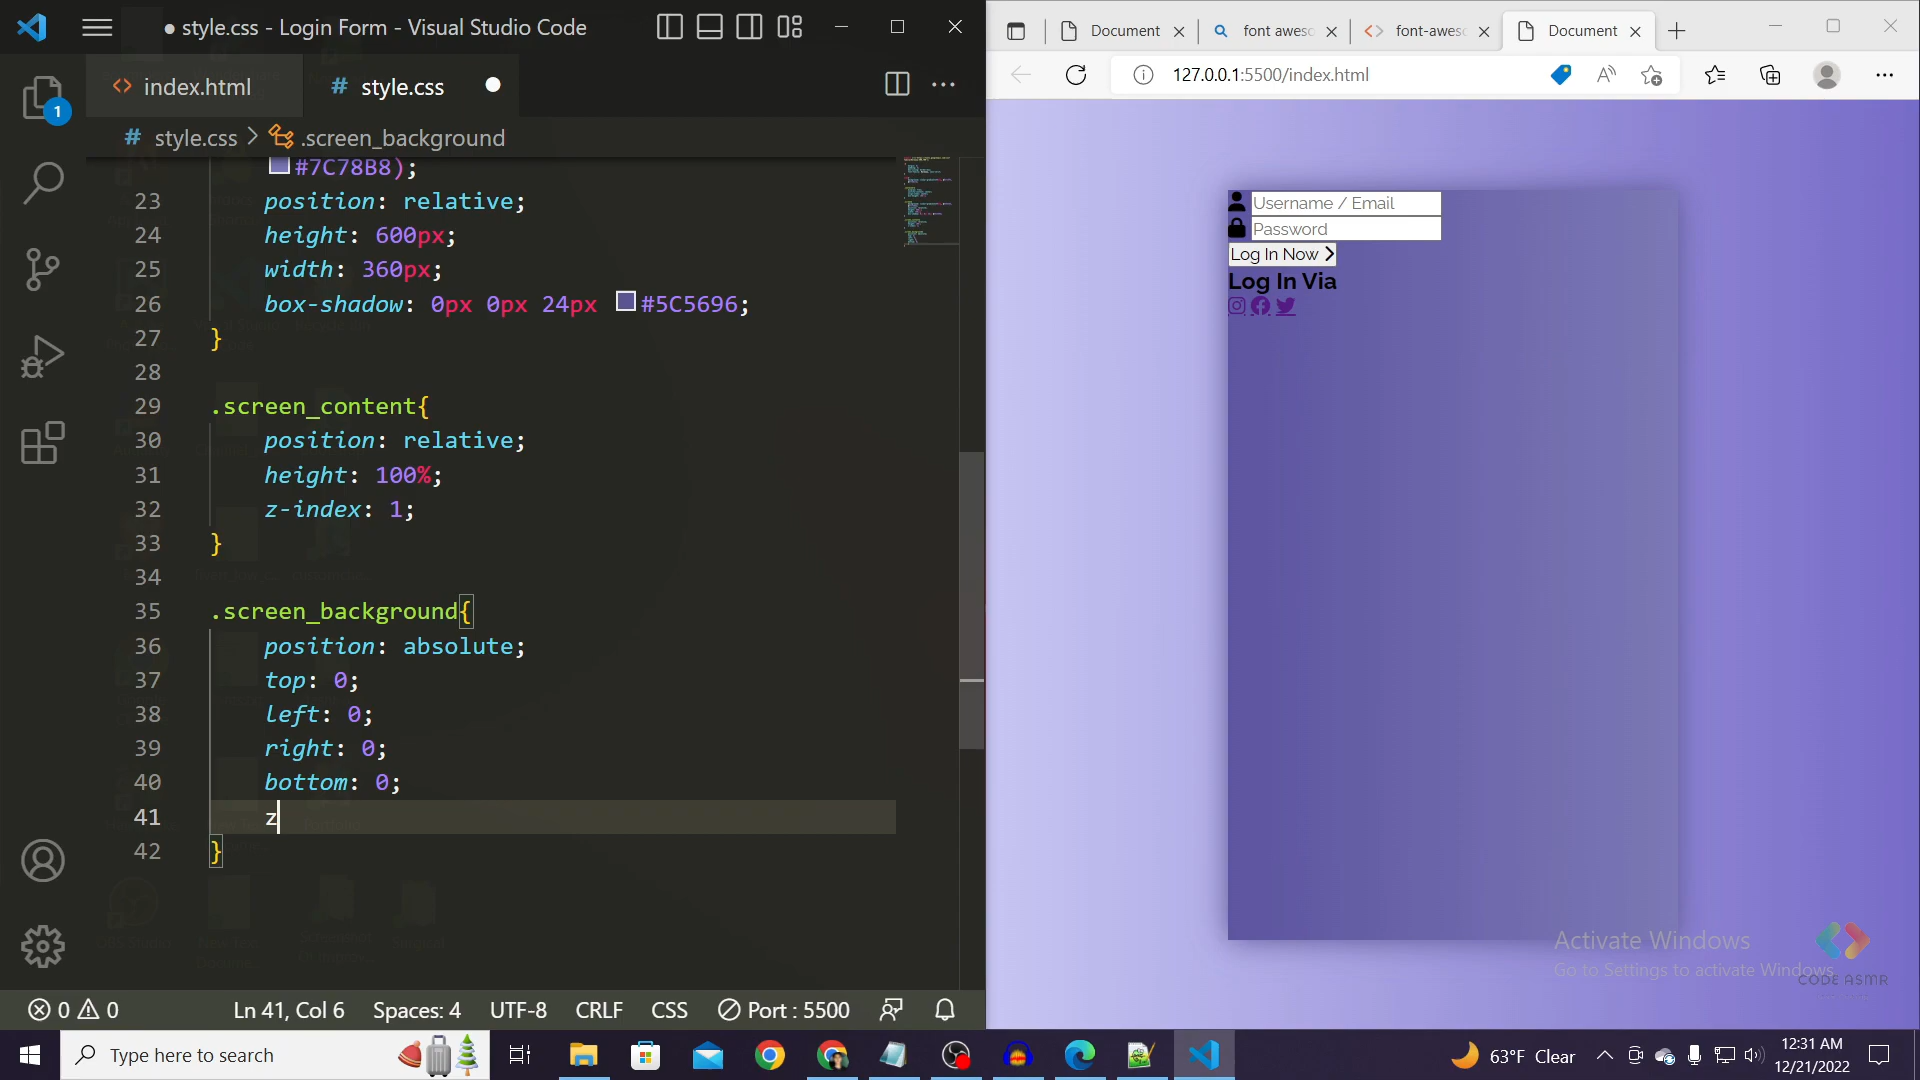 style.css - Login Form - Visual Studio Code
index.html
# style.css
# style.css > .screen_background
#7C78B8);
23 position: relative;
24 height: 600px;
25 width: 360px;
26 box-shadow: 0px 0px 24px #5C5696;
27 }
28
29 .screen_content{
30 position: relative;
31 height: 100%;
32 z-index: 1;
33 }
34
35 .screen_background{
36 position: absolute;
37 top: 0;
38 left: 0;
39 right: 0;
40 bottom: 0;
41 z
42 }
1
0 0 Ln 41, Col 6 Spaces: 4 UTF-8 CRLF CSS Port : 5500
Document font awes font-awes Document
127.0.0.1:5500/index.html
Username / Email
Password
Log In Now
Log In Via
Activate Windows
Go to Settings to activate Windows.
CODE ASMR
Type here to search
63°F Clear
12:31 AM
12/21/2022